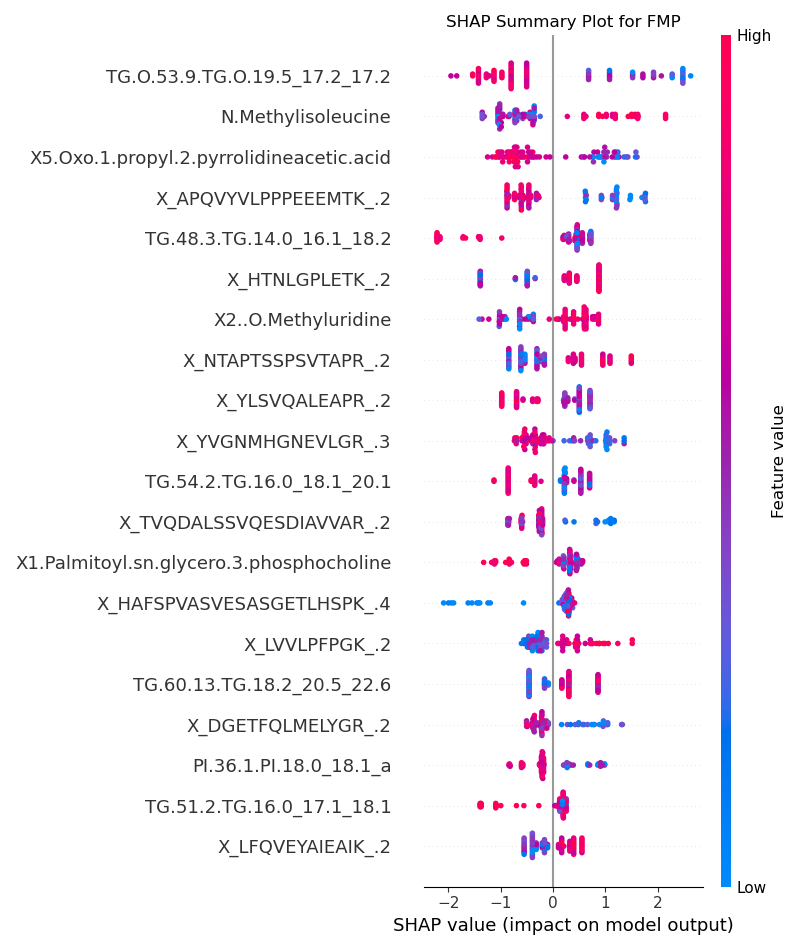 SHAP Summary Plot for FMP
High
TG.O.53.9.TG.O.19.5_17.2_17.2
N.Methylisoleucine
X5.Oxo.1.propyl.2.pyrrolidineacetic.acid
X_APQVYVLPPPEEEMTK_.2
TG.48.3.TG.14.0_16.1_18.2
X_HTNLGPLETK_.2
X2..O.Methyluridine
X_NTAPTSSPSVTAPR_.2
X_YLSVQALEAPR_.2
X_YVGNMHGNEVLGR_.3
TG.54.2.TG.16.0_18.1_20.1
X_TVQDALSSVQESDIAVVAR_.2
X1.Palmitoyl.sn.glycero.3.phosphocholine
X_HAFSPVASVESASGETLHSPK_.4
X_LVVLPFPGK_.2
TG.60.13.TG.18.2_20.5_22.6
X_DGETFQLMELYGR_.2
PI.36.1.PI.18.0_18.1_a
TG.51.2.TG.16.0_17.1_18.1
X_LFQVEYAIEAIK_.2
Feature value
Low
−2 −1 0 1 2
SHAP value (impact on model output)